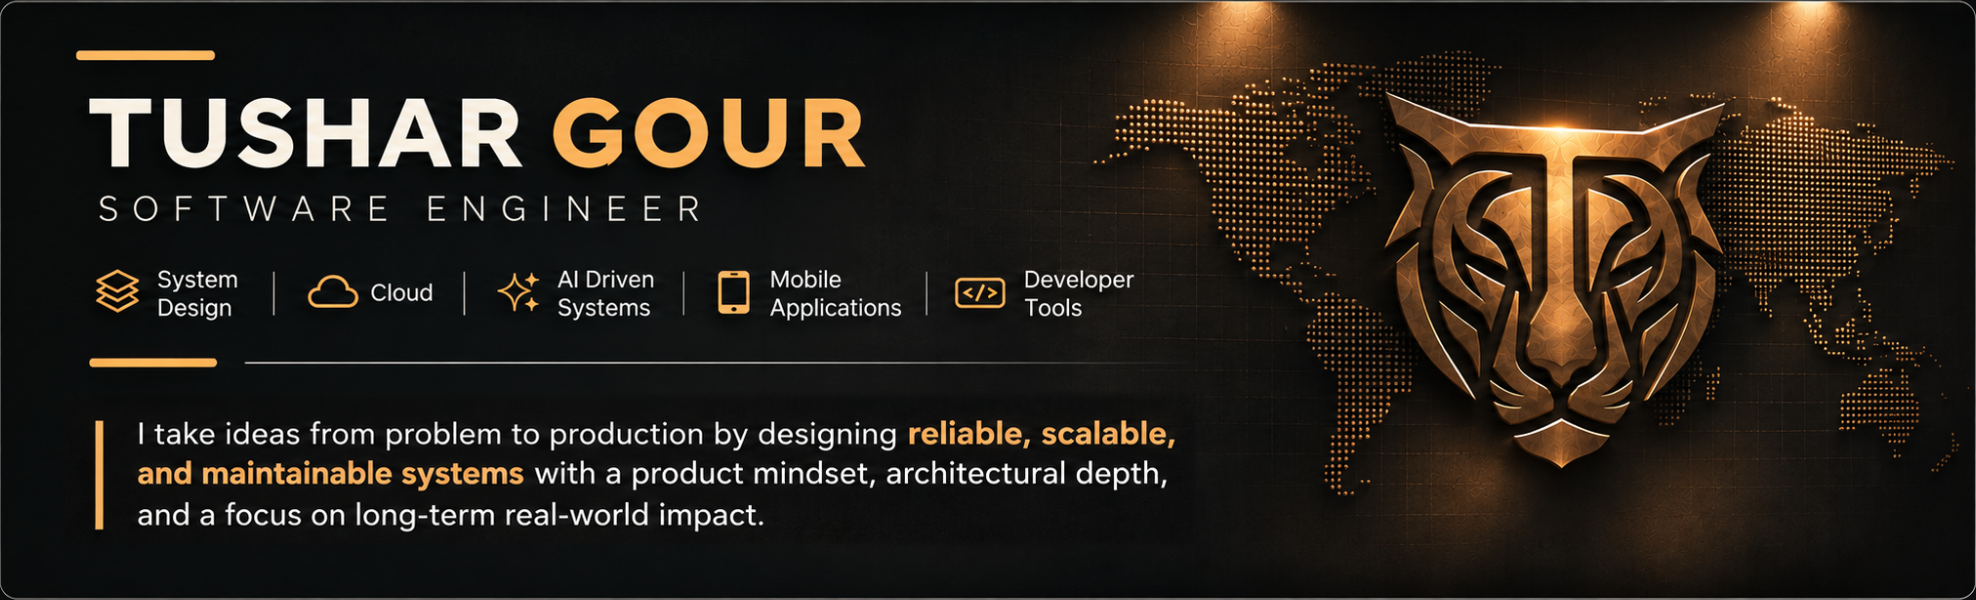 TUSHAR GOUR
SOFTWARE ENGINEER
System
Design
Cloud
AI Driven
Systems
Mobile
Applications
Developer
Tools
I take ideas from problem to production by designing reliable, scalable,
and maintainable systems with a product mindset, architectural depth,
and a focus on long-term real-world impact.